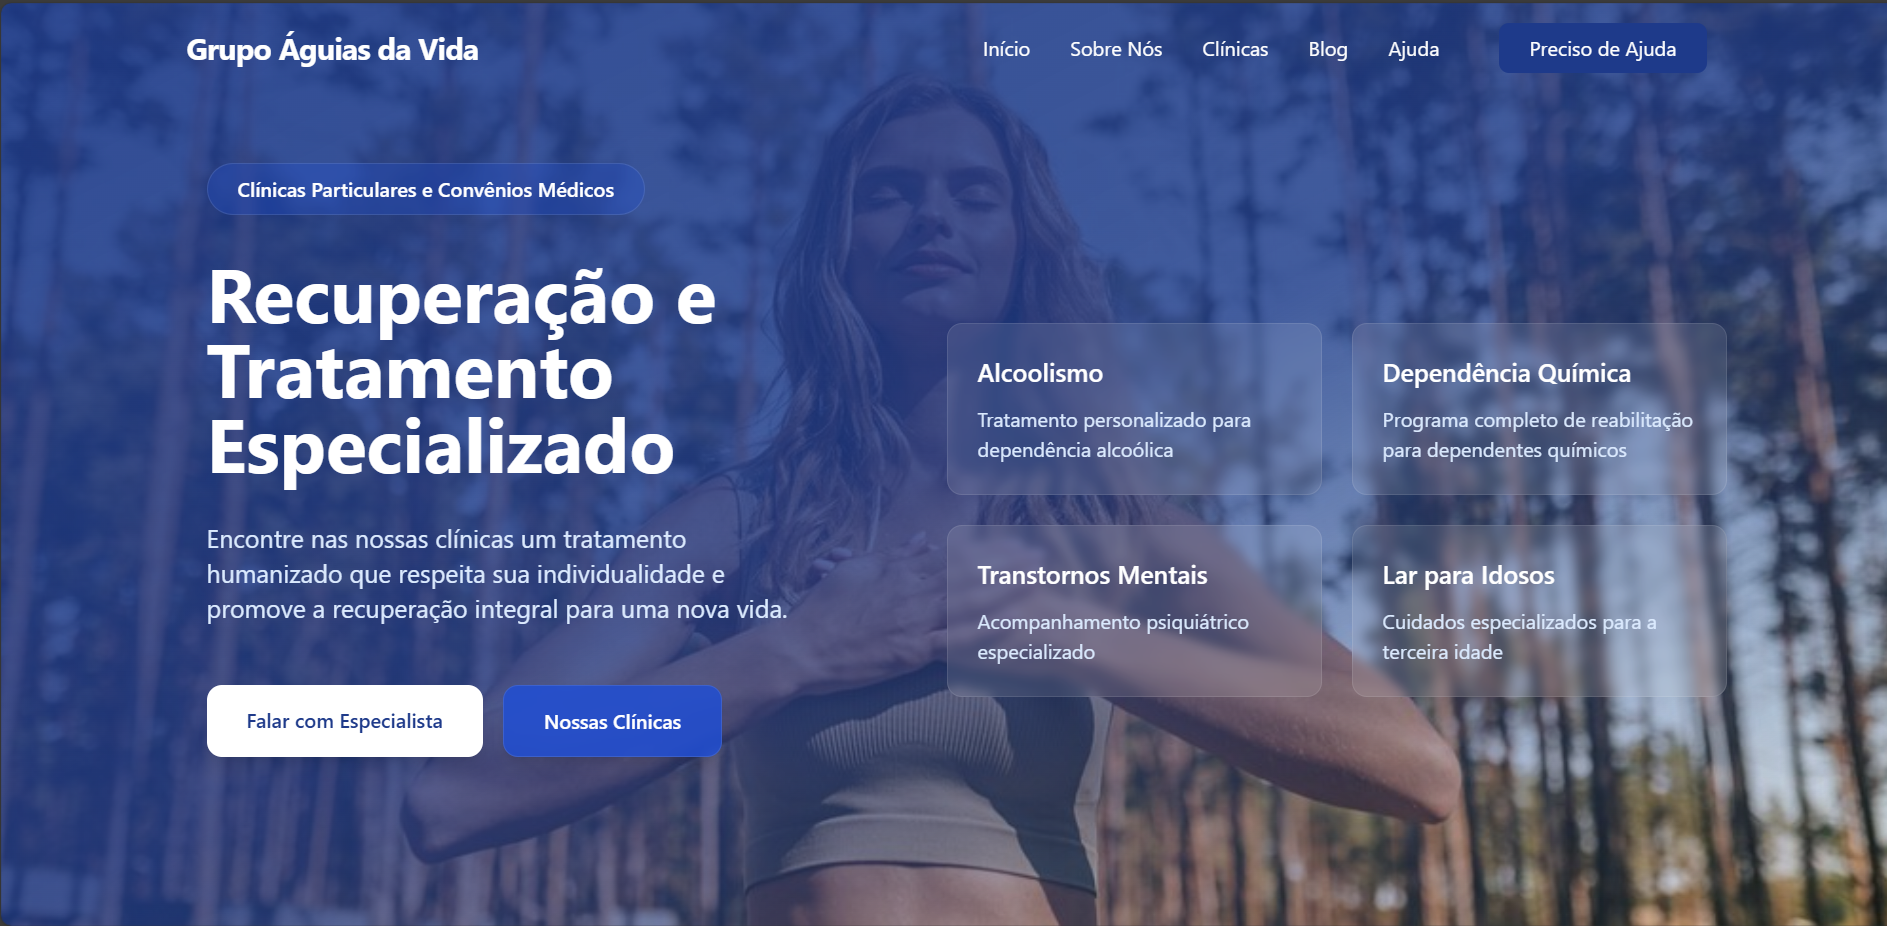 Grupo Águias da Vida
Início
Sobre Nós
Clínicas
Blog
Ajuda
Preciso de Ajuda
Clínicas Particulares e Convênios Médicos
Recuperação e
Tratamento
Especializado
Encontre nas nossas clínicas um tratamento
humanizado que respeita sua individualidade e
promove a recuperação integral para uma nova vida.
Falar com Especialista
Nossas Clínicas
Alcoolismo
Tratamento personalizado para
dependência alcoólica
Dependência Química
Programa completo de reabilitação
para dependentes químicos
Transtornos Mentais
Acompanhamento psiquiátrico
especializado
Lar para Idosos
Cuidados especializados para a
terceira idade